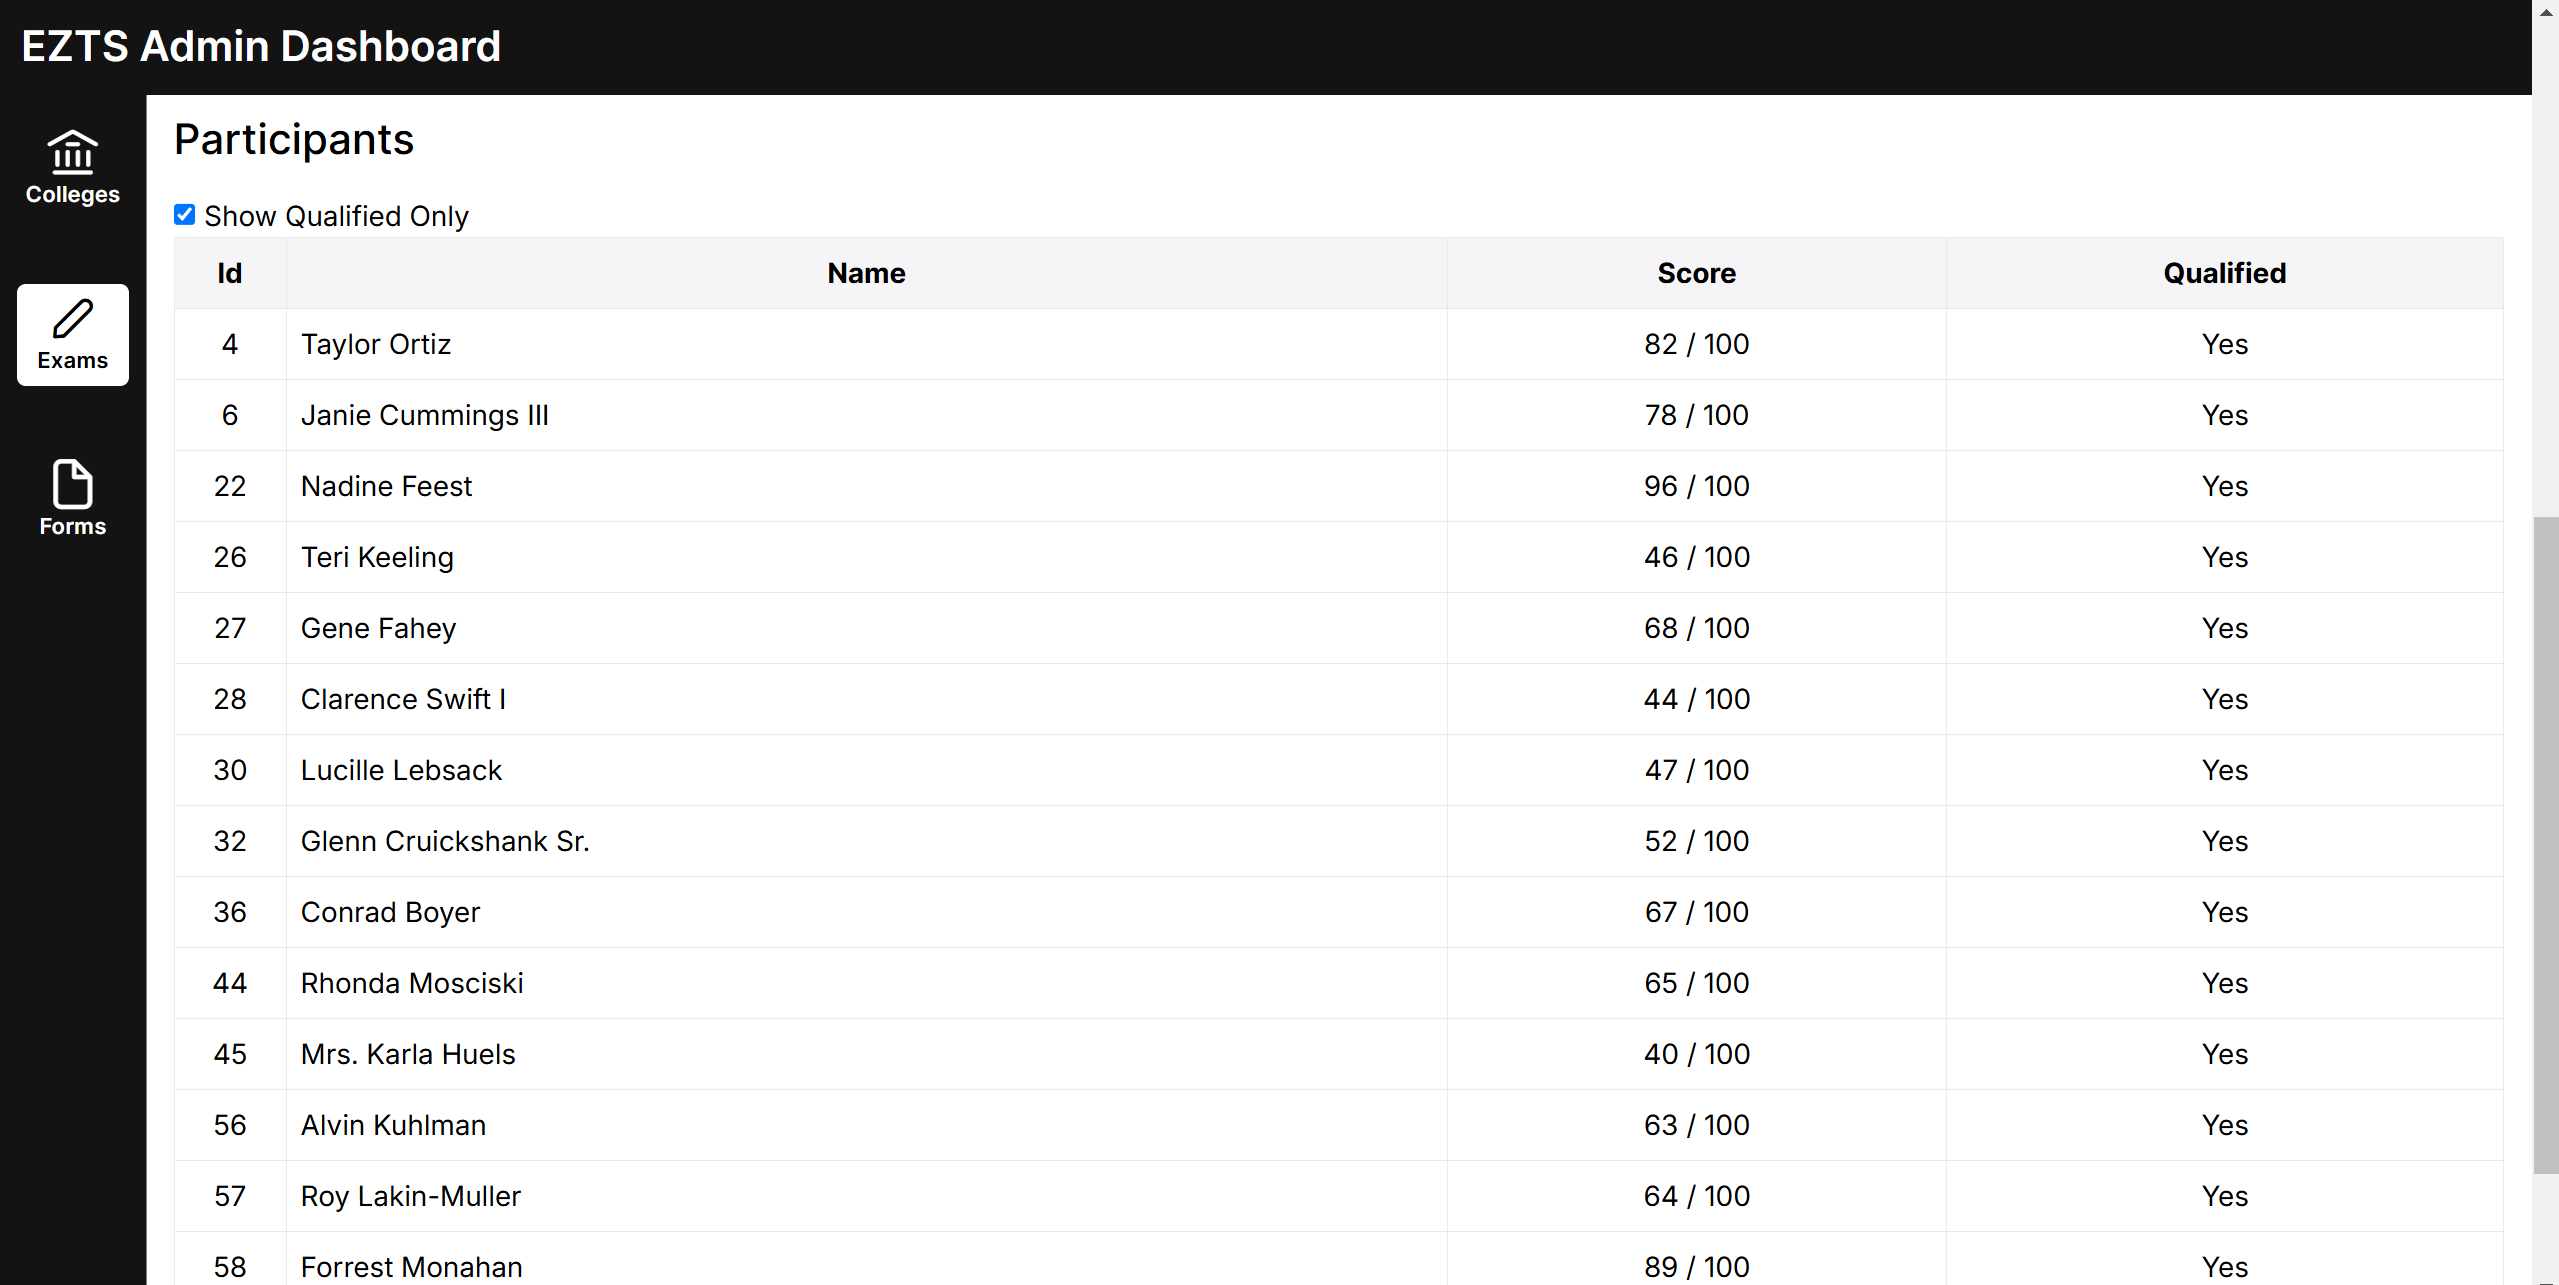 EZTS Admin Dashboard
Colleges
Exams
Forms
Participants
Show Qualified Only
Id Name Score Qualified
4 Taylor Ortiz 82 / 100 Yes
6 Janie Cummings III 78 / 100 Yes
22 Nadine Feest 96 / 100 Yes
26 Teri Keeling 46 / 100 Yes
27 Gene Fahey 68 / 100 Yes
28 Clarence Swift I 44 / 100 Yes
30 Lucille Lebsack 47 / 100 Yes
32 Glenn Cruickshank Sr. 52 / 100 Yes
36 Conrad Boyer 67 / 100 Yes
44 Rhonda Mosciski 65 / 100 Yes
45 Mrs. Karla Huels 40 / 100 Yes
56 Alvin Kuhlman 63 / 100 Yes
57 Roy Lakin-Muller 64 / 100 Yes
58 Forrest Monahan 89 / 100 Yes